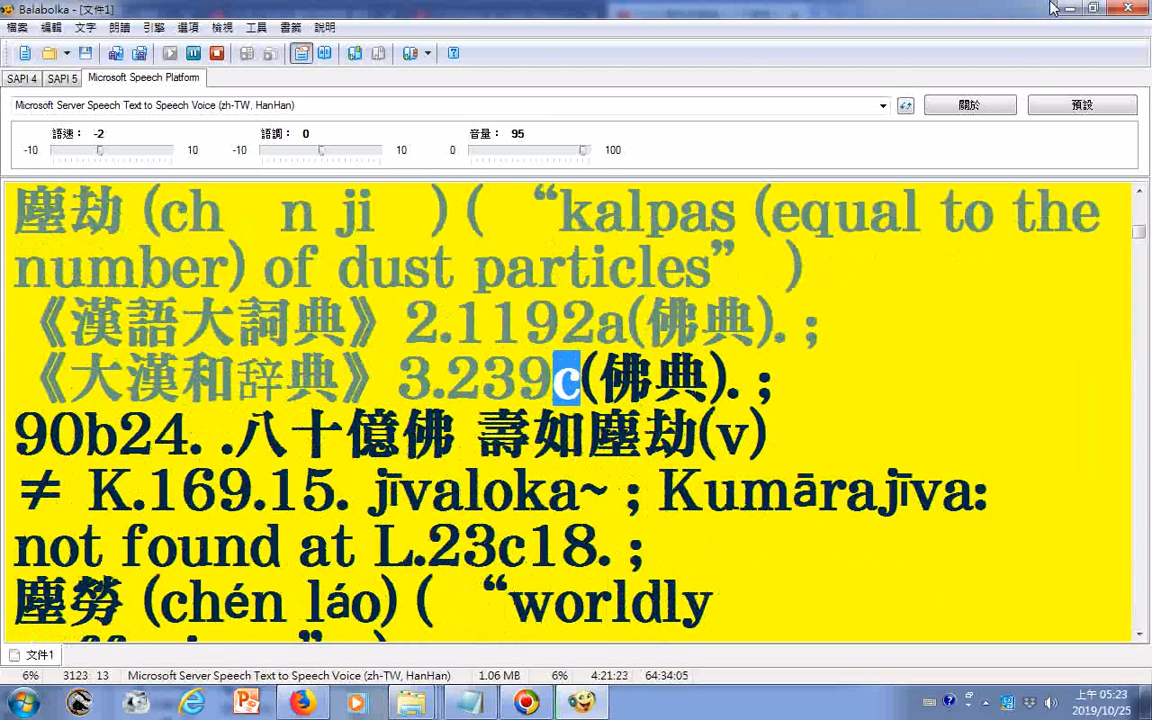 Balabolka - [文件1]
檔案 編輯 文字 朗讀 引擎 選項 檢視 工具 書籤 說明
SAPI 4 SAPI 5 Microsoft Speech Platform
Microsoft Server Speech Text to Speech Voice (zh-TW, HanHan) 關於 預設
語速： -2 語調： 0 音量： 95
-10 10 -10 10 0 100
塵劫 (ch n ji ) ( “kalpas (equal to the
number) of dust particles” )
《漢語大詞典》 2.1192a(佛典). ;
《大漢和辞典》 3.239c(佛典). ;
90b24. .八十億佛 壽如塵劫(v)
≠ K.169.15. jīvaloka~ ; Kumārajīva:
not found at L.23c18. ;
塵勞 (chén láo) ( “worldly
文件1
6% 3123 13 Microsoft Server Speech Text to Speech Voice (zh-TW, HanHan) 1.06 MB 6% 4:21:23 64:34:05
上午 05:23
2019/10/25